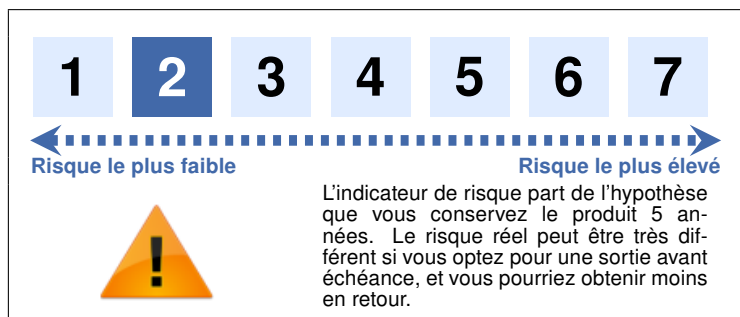 1 2 3 4 5 6 7
Risque le plus faible Risque le plus élevé
L'indicateur de risque part de l'hypothèse
que vous conservez le produit 5 an-
nées. Le risque réel peut être très dif-
férent si vous optez pour une sortie avant
échéance, et vous pourriez obtenir moins
en retour.